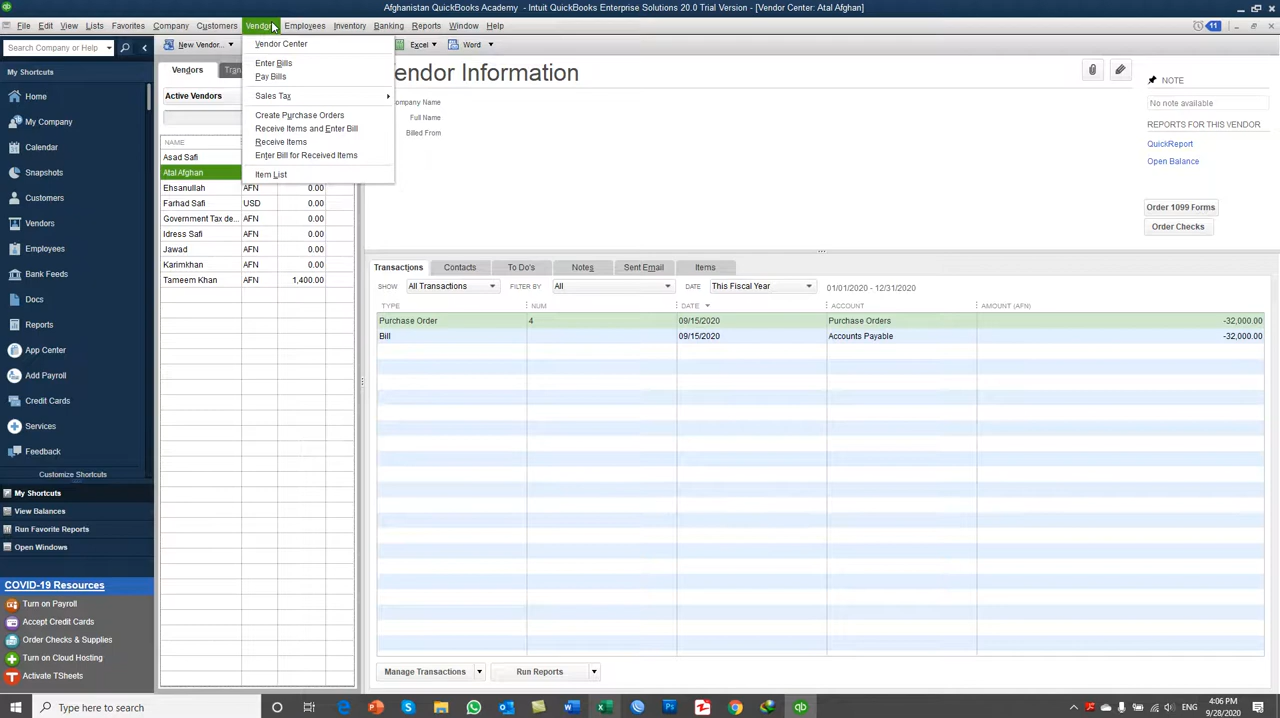 Afghanistan QuickBooks Academy - Intuit QuickBooks Enterprise Solutions 20.0 Trial Version - [Vendor Center: Atal Afghan]
File Edit View Lists Favorites Company Customers Vendors Employees Inventory Banking Reports Window Help
11
Search Company or Help
New Vendor...
Excel
Word
My Shortcuts
Home
My Company
Calendar
Snapshots
Customers
Vendors
Employees
Bank Feeds
Docs
Reports
App Center
Add Payroll
Credit Cards
Services
Feedback
Customize Shortcuts
My Shortcuts
View Balances
Run Favorite Reports
Open Windows
COVID-19 Resources
Turn on Payroll
Accept Credit Cards
Order Checks & Supplies
Turn on Cloud Hosting
Activate TSheets
Vendors
Active Vendors
NAME
Asad Safi
Atal Afghan
Ehsanullah AFN 0.00
Farhad Safi USD 0.00
Government Tax de... AFN 0.00
Idress Safi AFN 0.00
Jawad AFN 0.00
Karimkhan AFN 0.00
Tameem Khan AFN 1,400.00
Vendor Center
Enter Bills
Pay Bills
Sales Tax
Create Purchase Orders
Receive Items and Enter Bill
Receive Items
Enter Bill for Received Items
Item List
endor Information
ompany Name
Full Name
Billed From
NOTE
No note available
REPORTS FOR THIS VENDOR
QuickReport
Open Balance
Order 1099 Forms
Order Checks
Transactions Contacts To Do's Notes Sent Email Items
SHOW All Transactions FILTER BY All DATE This Fiscal Year 01/01/2020 - 12/31/2020
TYPE NUM DATE ACCOUNT AMOUNT (AFN)
Purchase Order 4 09/15/2020 Purchase Orders -32,000.00
Bill 09/15/2020 Accounts Payable -32,000.00
Manage Transactions
Run Reports
Type here to search
4:06 PM
9/28/2020